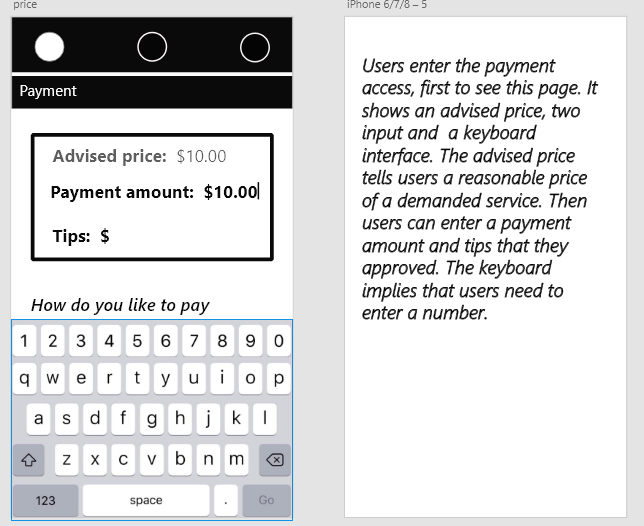 price
Payment
Advised price: $10.00
Payment amount: $10.00
Tips: $
How do you like to pay
1 2 3 4 5 6 7 8 9 0
q w e r t y u i o p
a s d f g h j k l
z x c v b n m
123 space . Go
iPhone 6/7/8 – 5
Users enter the payment
access, first to see this page. It
shows an advised price, two
input and a keyboard
interface. The advised price
tells users a reasonable price
of a demanded service. Then
users can enter a payment
amount and tips that they
approved. The keyboard
implies that users need to
enter a number.